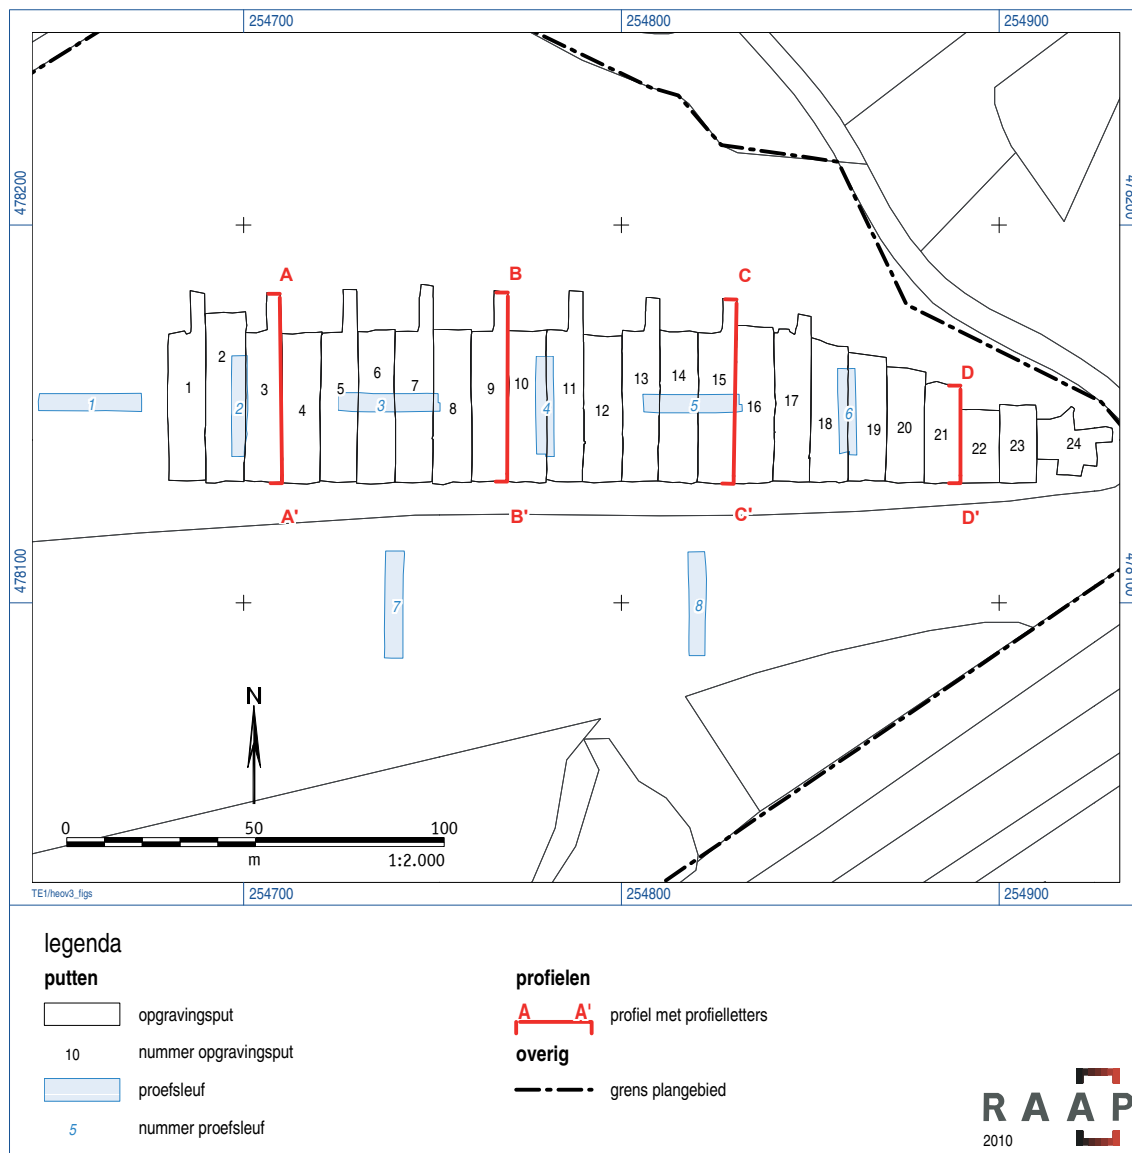 254700 254800 254900
478200 478200
A B C D
1 2 3 4 5 6 7 8 9 10 11 12 13 14 15 16 17 18 19 20 21 22 23 24
1 2 3 4 5 6
A' B' C' D'
478100 478100
7 8
N
0 50 100
m 1:2.000
TE1/heov3_figs
254700 254800 254900
legenda
putten
opgravingsput
10 nummer opgravingsput
proefsleuf
5 nummer proefsleuf
profielen
A A' profiel met profielletters
overig
grens plangebied
RAAP
2010